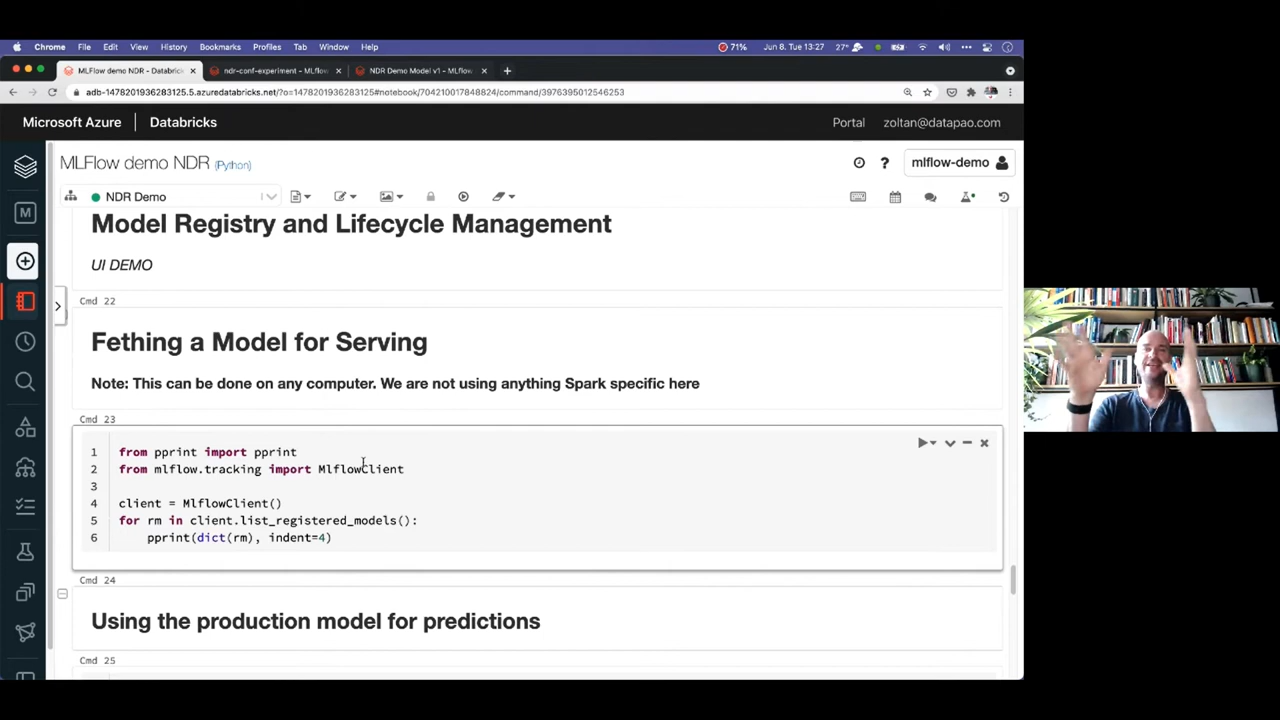 Chrome File Edit View History Bookmarks Profiles Tab Window Help 71% Jun 8. Tue 13:27 27°
MLFlow demo NDR - Databric ndr-conf-experiment - MLflow NDR Demo Model v1 - MLflow
adb-1478201936283125.5.azuredatabricks.net/?o=1478201936283125#notebook/704210017848824/command/3976395012546253
Microsoft Azure Databricks Portal zoltan@datapao.com
MLFlow demo NDR (Python) ? mlflow-demo
NDR Demo
Model Registry and Lifecycle Management
UI DEMO
Cmd 22
Fething a Model for Serving
Note: This can be done on any computer. We are not using anything Spark specific here
Cmd 23
1 from pprint import pprint
2 from mlflow.tracking import MlflowClient
3
4 client = MlflowClient()
5 for rm in client.list_registered_models():
6 pprint(dict(rm), indent=4)
Cmd 24
Using the production model for predictions
Cmd 25